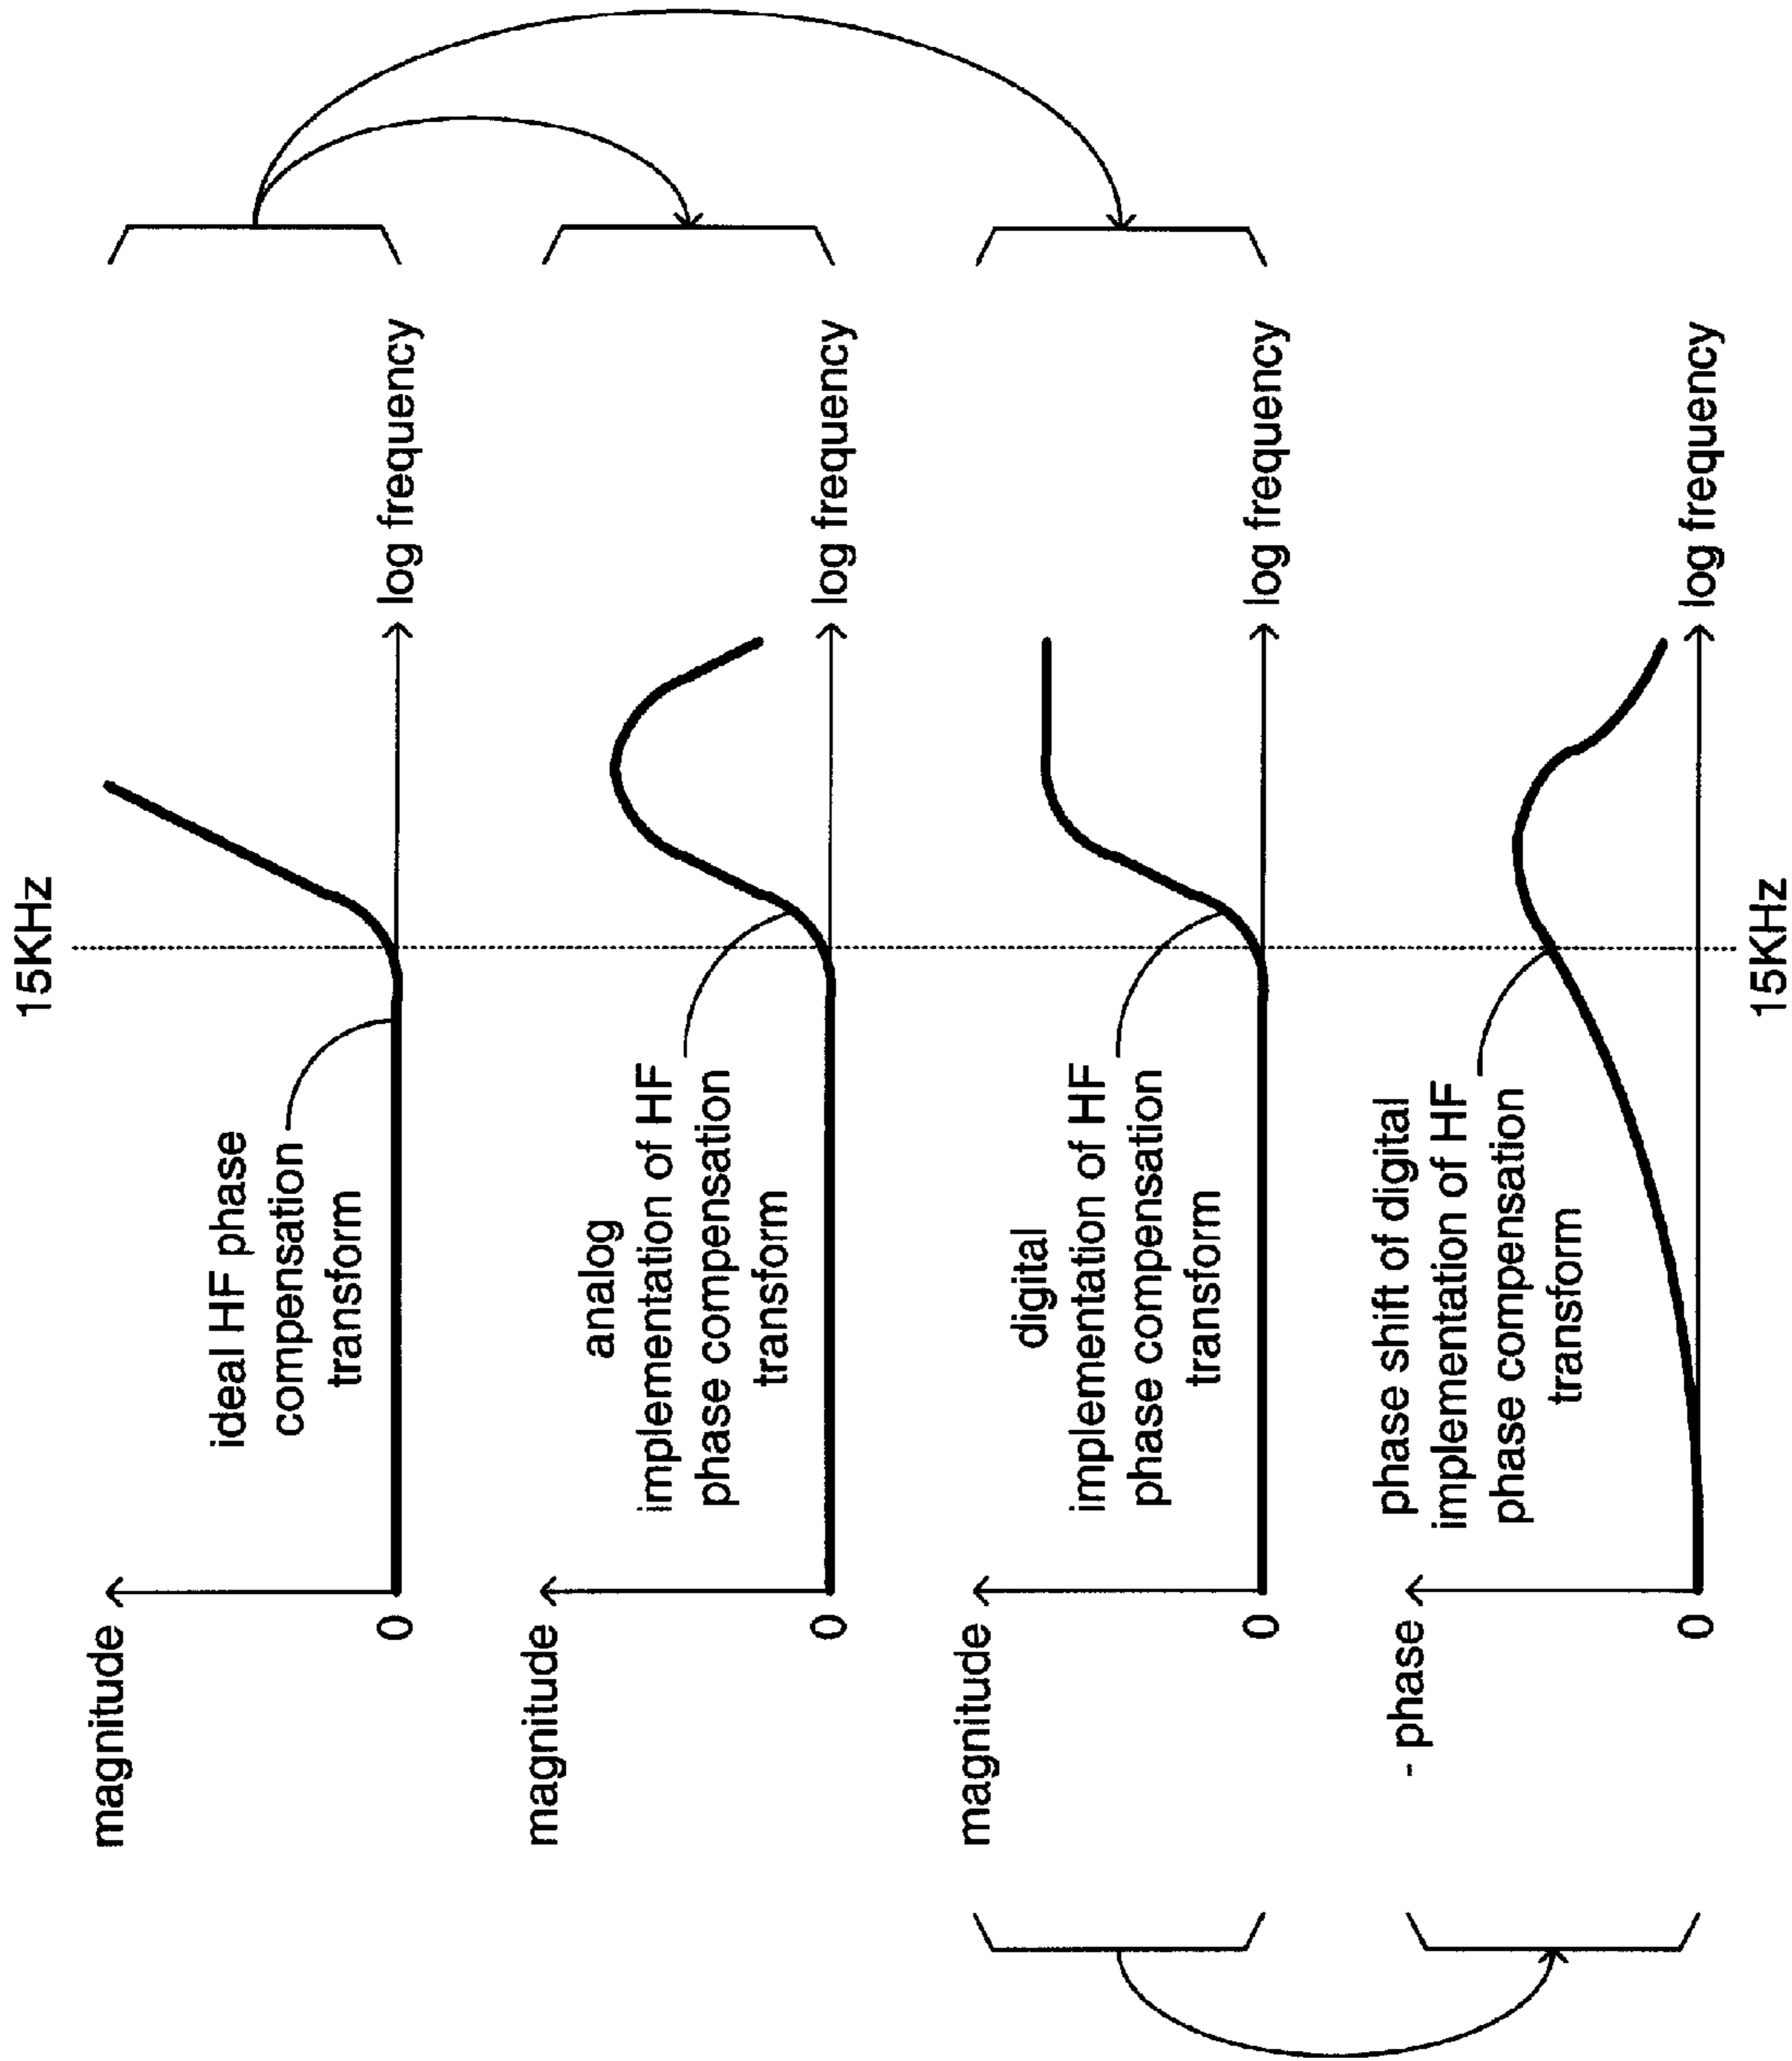 15KHz
magnitude
0
ideal HF phase
compensation
transform
log frequency
magnitude
0
analog
implementation of HF
phase compensation
transform
log frequency
magnitude
0
digital
implementation of HF
phase compensation
transform
log frequency
- phase
0
phase shift of digital
implementation of HF
phase compensation
transform
log frequency
15KHz